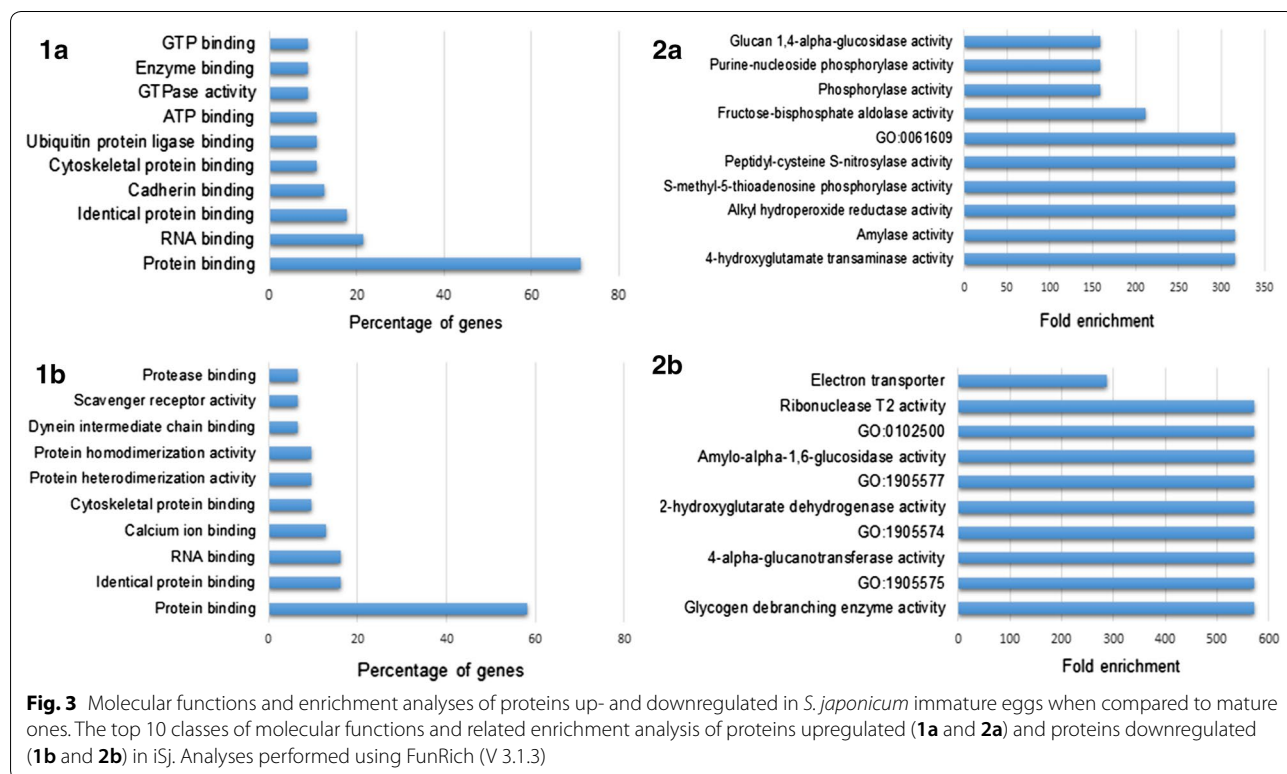 1a
GTP binding
Enzyme binding
GTPase activity
ATP binding
Ubiquitin protein ligase binding
Cytoskeletal protein binding
Cadherin binding
Identical protein binding
RNA binding
Protein binding
0 20 40 60 80
Percentage of genes
2a
Glucan 1,4-alpha-glucosidase activity
Purine-nucleoside phosphorylase activity
Phosphorylase activity
Fructose-bisphosphate aldolase activity
GO:0061609
Peptidyl-cysteine S-nitrosylase activity
S-methyl-5-thioadenosine phosphorylase activity
Alkyl hydroperoxide reductase activity
Amylase activity
4-hydroxyglutamate transaminase activity
0 50 100 150 200 250 300 350
Fold enrichment
1b
Protease binding
Scavenger receptor activity
Dynein intermediate chain binding
Protein homodimerization activity
Protein heterodimerization activity
Cytoskeletal protein binding
Calcium ion binding
RNA binding
Identical protein binding
Protein binding
0 20 40 60 80
Percentage of genes
2b
Electron transporter
Ribonuclease T2 activity
GO:0102500
Amylo-alpha-1,6-glucosidase activity
GO:1905577
2-hydroxyglutarate dehydrogenase activity
GO:1905574
4-alpha-glucanotransferase activity
GO:1905575
Glycogen debranching enzyme activity
0 100 200 300 400 500 600
Fold enrichment
Fig. 3 Molecular functions and enrichment analyses of proteins up- and downregulated in S. japonicum immature eggs when compared to mature
ones. The top 10 classes of molecular functions and related enrichment analysis of proteins upregulated (1a and 2a) and proteins downregulated
(1b and 2b) in iSj. Analyses performed using FunRich (V 3.1.3)